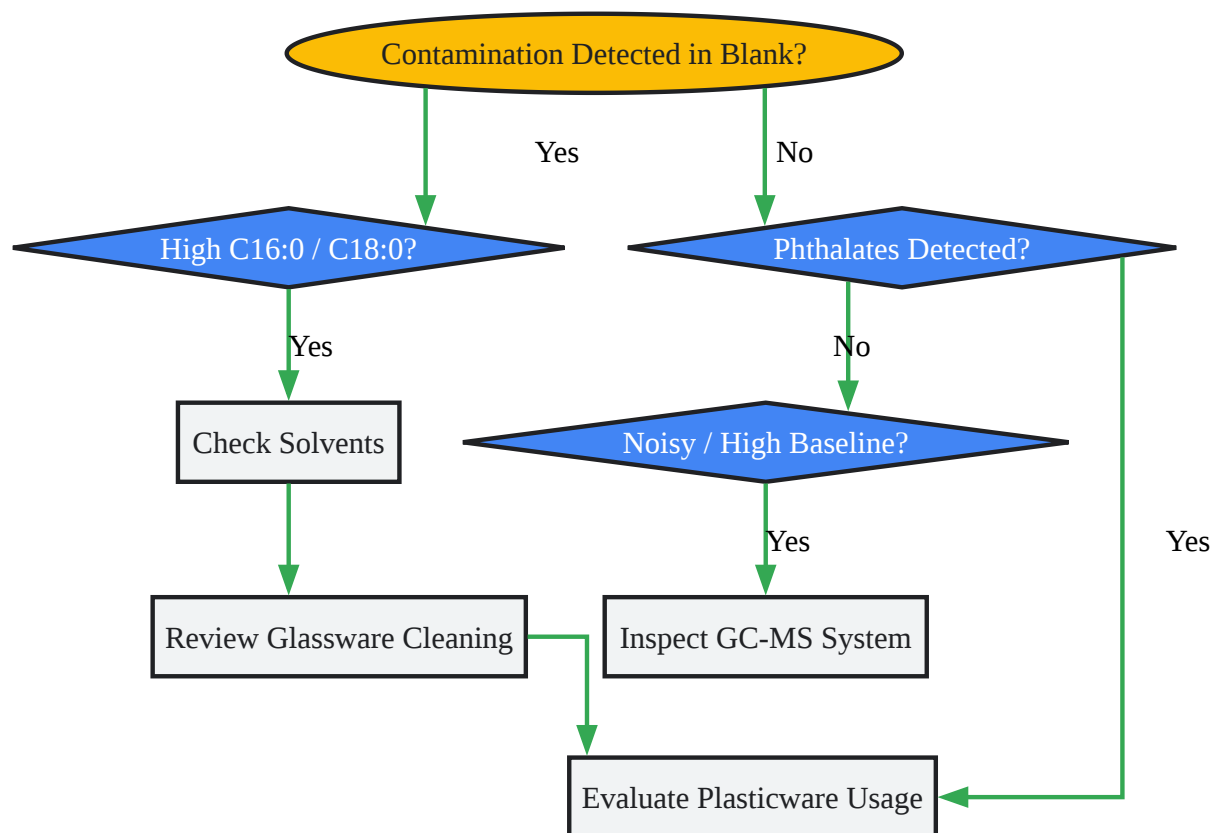 Contamination Detected in Blank?
Yes
No
High C16:0 / C18:0?
Phthalates Detected?
Yes
No
Check Solvents
Noisy / High Baseline?
Yes
Yes
Review Glassware Cleaning
Inspect GC-MS System
Evaluate Plasticware Usage